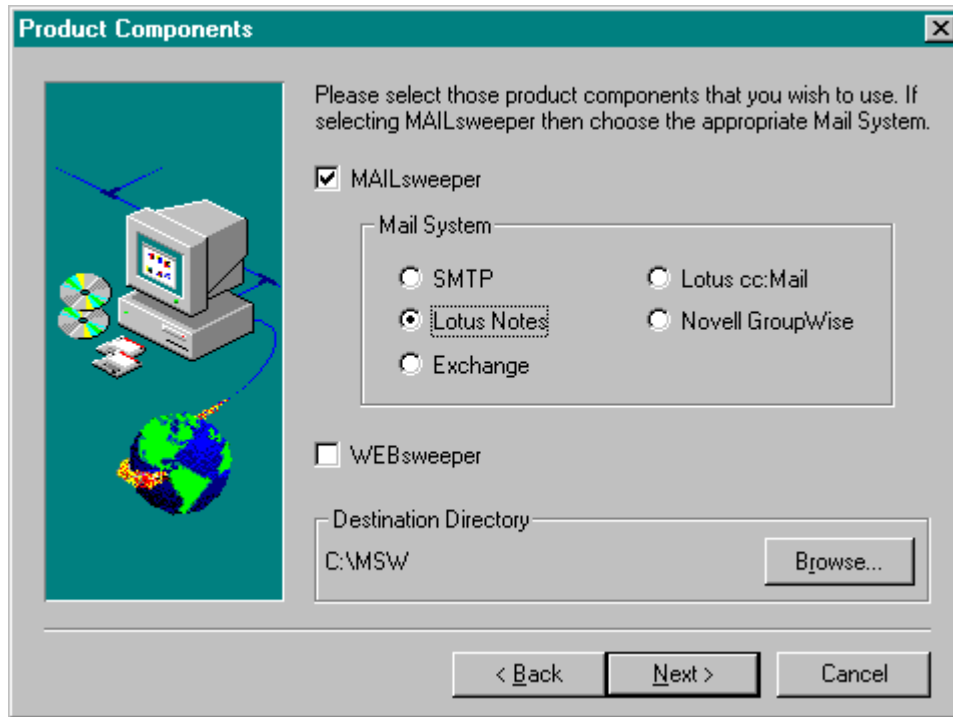 Product Components
Please select those product components that you wish to use. If
selecting MAILsweeper then choose the appropriate Mail System.
MAILsweeper
Mail System
SMTP
Lotus cc:Mail
Lotus Notes
Novell GroupWise
Exchange
WEBsweeper
Destination Directory
C:\MSW
Browse...
< Back
Next >
Cancel